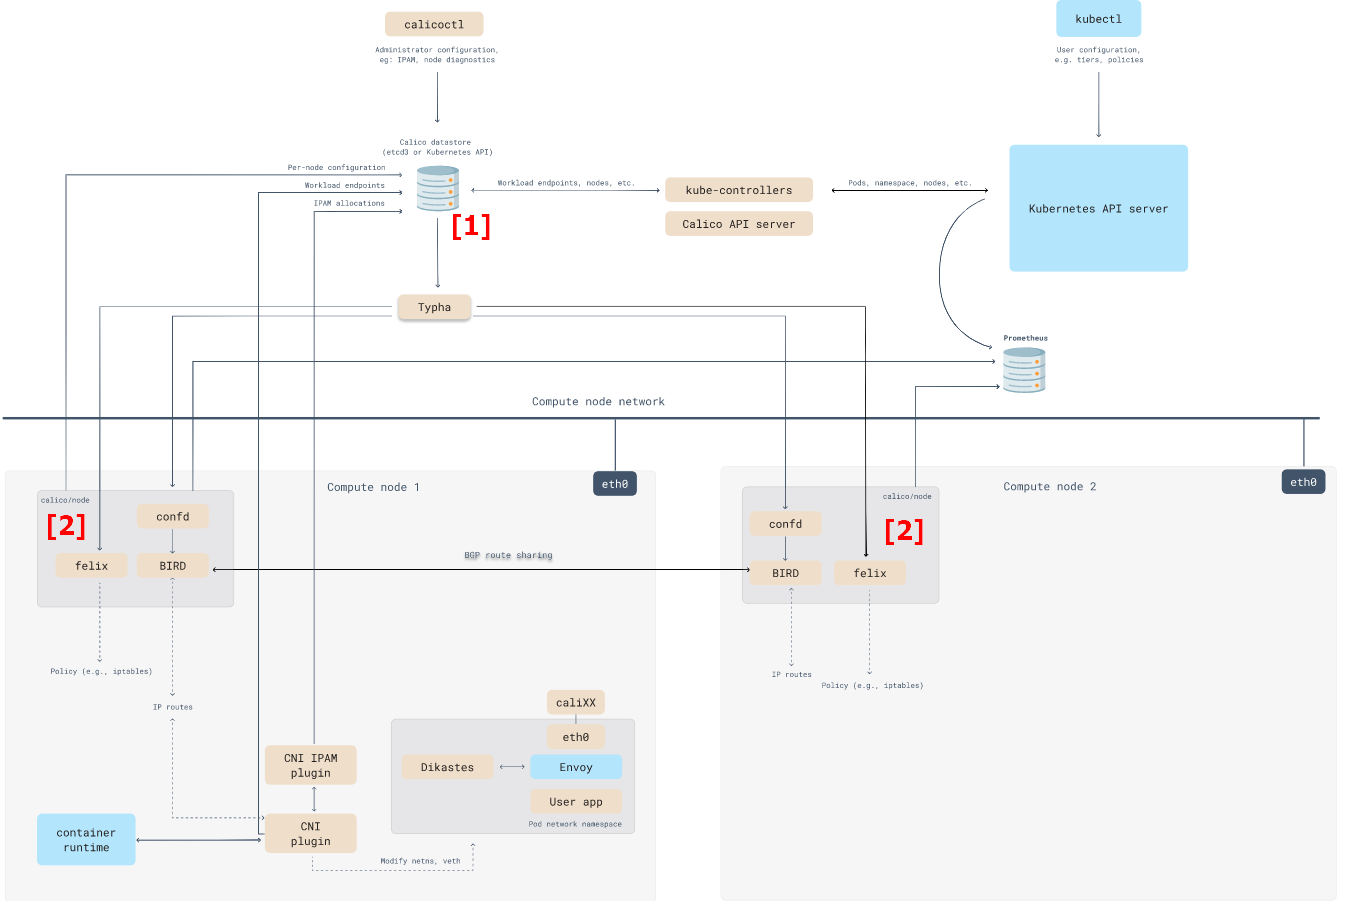 calicoctl
Administrator configuration,
eg: IPAM, node diagnostics
kubectl
User configuration,
e.g. tiers, policies
Calico datastore
(etcd3 or Kubernetes API)
Per-node configuration
Workload endpoints
IPAM allocations
[1]
Workload endpoints, nodes, etc.
kube-controllers
Calico API server
Pods, namespace, nodes, etc.
Kubernetes API server
Typha
Prometheus
Compute node network
Compute node 1
eth0
calico/node
[2]
confd
felix
BIRD
BGP route sharing
Policy (e.g., iptables)
IP routes
CNI IPAM
plugin
CNI
plugin
container
runtime
caliXX
eth0
Dikastes
Envoy
User app
Pod network namespace
Modify netns, veth
Compute node 2
eth0
calico/node
[2]
confd
BIRD
felix
IP routes
Policy (e.g., iptables)